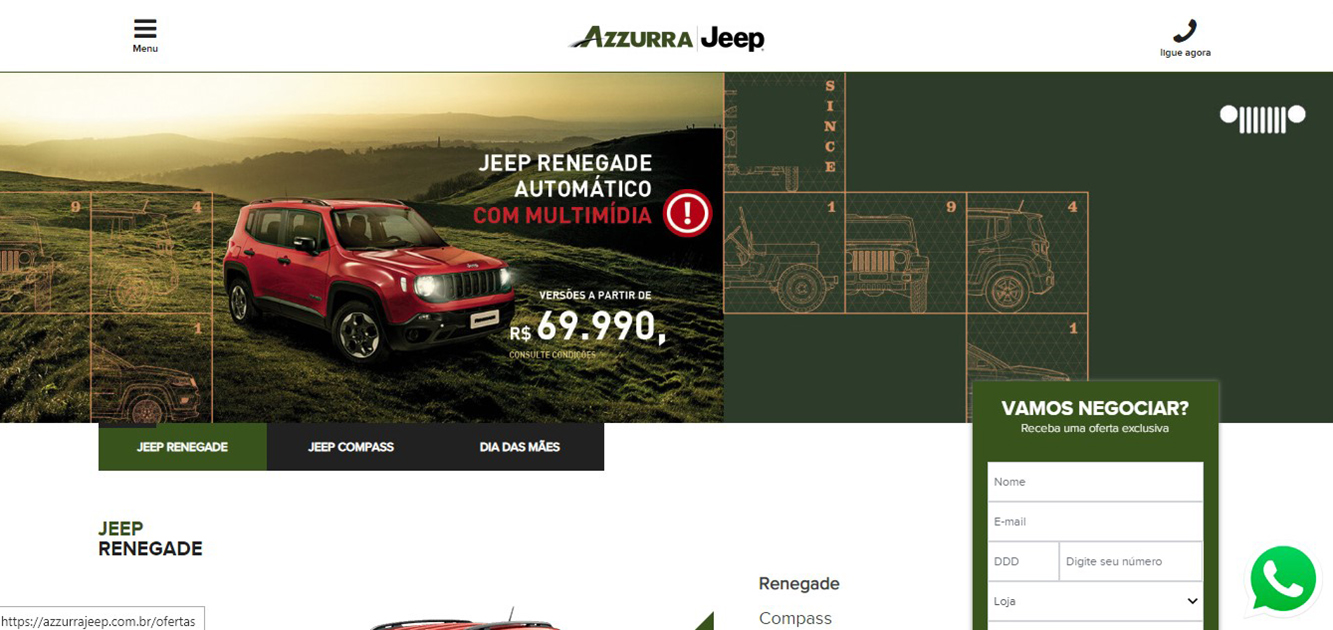 Menu
AZZURRA Jeep
ligue agora
SINCE
JEEP RENEGADE
AUTOMÁTICO
COM MULTIMÍDIA
!
9
4
1
1
9
4
1
VERSÕES A PARTIR DE
R$ 69.990,
CONSULTE CONDIÇÕES
JEEP RENEGADE
JEEP COMPASS
DIA DAS MÃES
VAMOS NEGOCIAR?
Receba uma oferta exclusiva
Nome
E-mail
DDD
Digite seu número
Loja
JEEP
RENEGADE
Renegade
Compass
https://azzurrajeep.com.br/ofertas